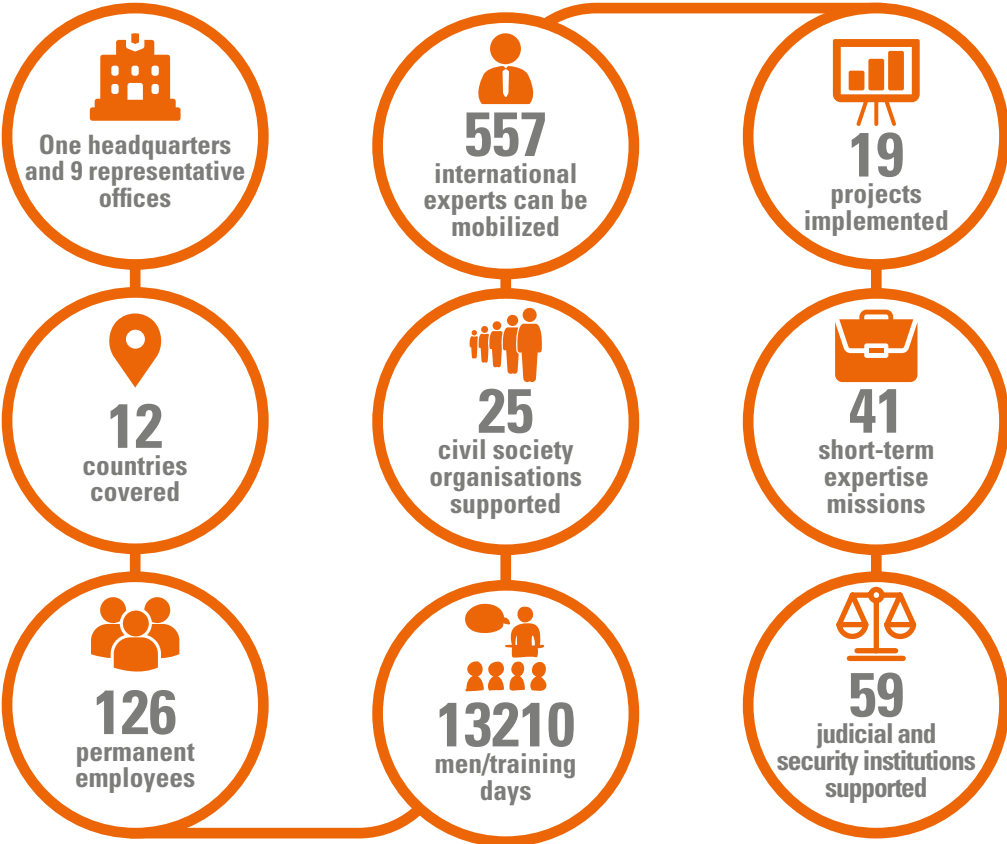 One headquarters
and 9 representative
offices
12
countries
covered
126
permanent
employees
557
international
experts can be
mobilized
25
civil society
organisations
supported
13210
men/training
days
19
projects
implemented
41
short-term
expertise
missions
59
judicial and
security institutions
supported